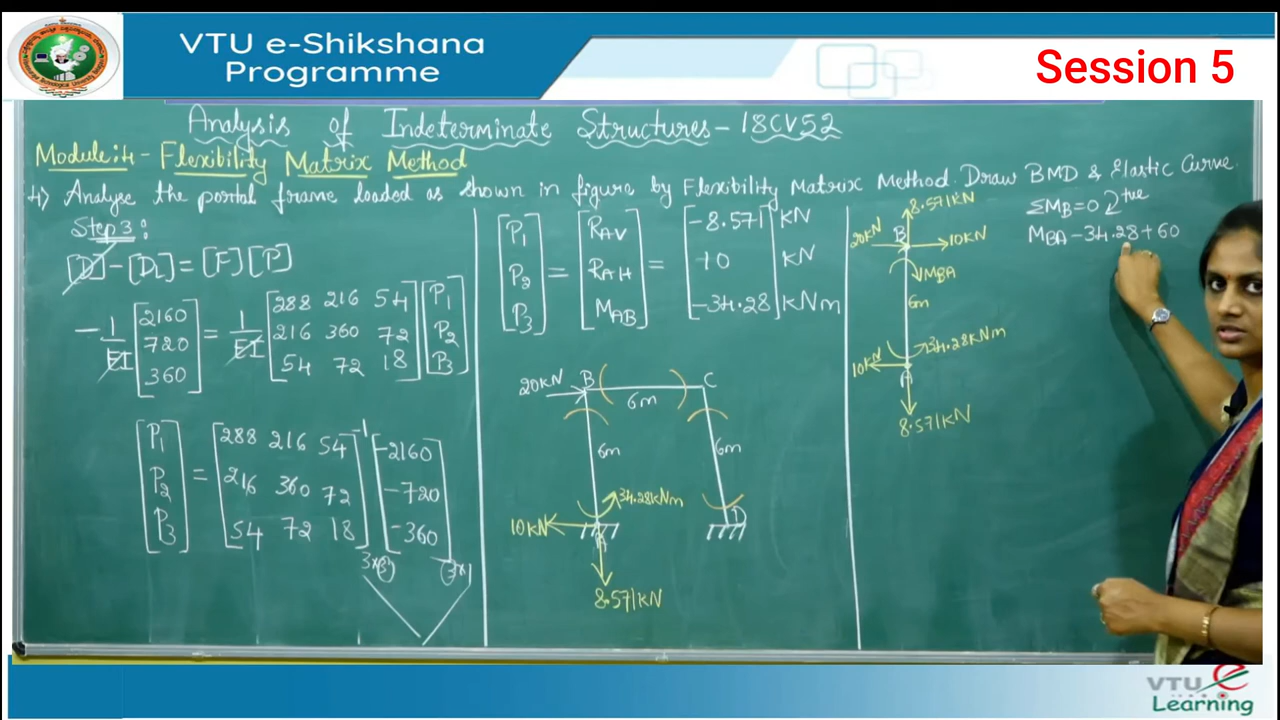 VTU e-Shikshana
Programme
Session 5
Analysis of Indeterminate Structures - 18CV52
Module:4:- Flexibility Matrix Method
4) Analyse the portal frame loaded as shown in figure by Flexibility Matrix Method. Draw BMD & Elastic Curve.
Step 3:
[D]-[DL] = [F][P]
-1/EI [2160 720 360] = 1/EI [288 216 54
216 360 72
54 72 18] [P1 P2 P3]
[P1 P2 P3] = [288 216 54
216 360 72
54 72 18]-1 [-2160 -720 -360]
3x3 3x1
[P1 P2 P3] = [RAV RAH MAB] = [-8.571 -10 -34.28] KN KN KNm
20KN B C
6m
6m 6m
34.28KNm
10KN A D
8.571KN
8.571KN
20KN B 10KN
MBA
6m
34.28KNm
10KN
A
8.571KN
ΣMB=0 +ve
MBA-34.28+60
VTU e
Learning